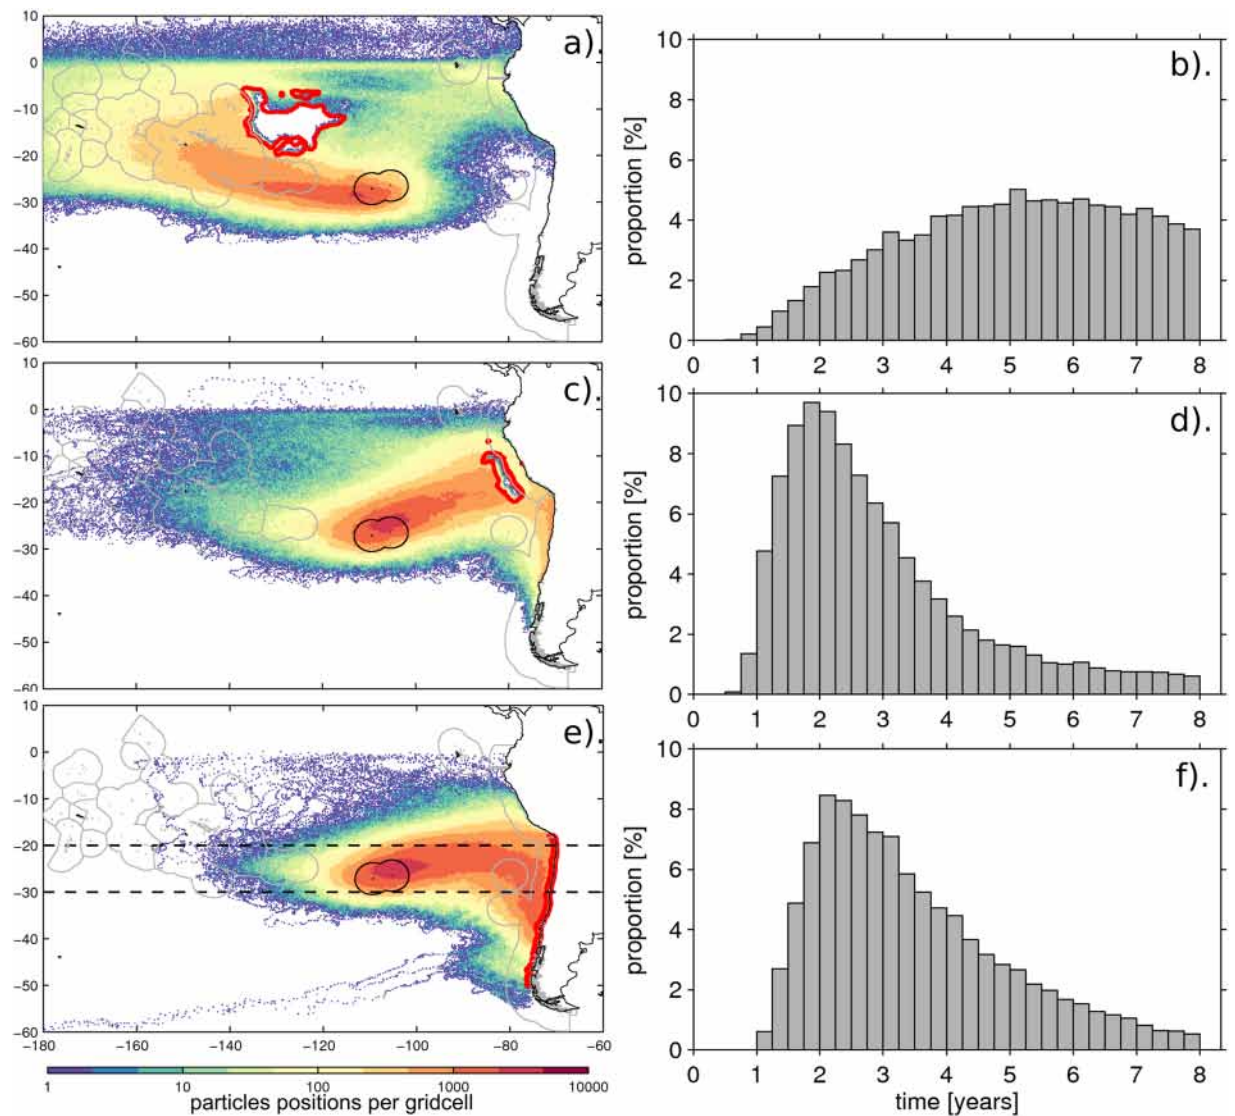 a).
10
0
−10
−20
−30
−40
−50
−60
b).
proportion [%]
10
8
6
4
2
0
0 1 2 3 4 5 6 7 8
c).
10
0
−10
−20
−30
−40
−50
−60
d).
proportion [%]
10
8
6
4
2
0
0 1 2 3 4 5 6 7 8
e).
10
0
−10
−20
−30
−40
−50
−60
−180 −160 −140 −120 −100 −80 −60
1 10 100 1000 10000
particles positions per gridcell
f).
proportion [%]
10
8
6
4
2
0
0 1 2 3 4 5 6 7 8
time [years]